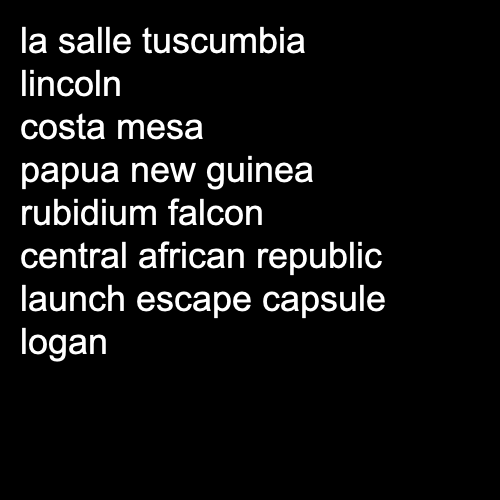 la salle tuscumbia
lincoln
costa mesa
papua new guinea
rubidium falcon
central african republic
launch escape capsule
logan